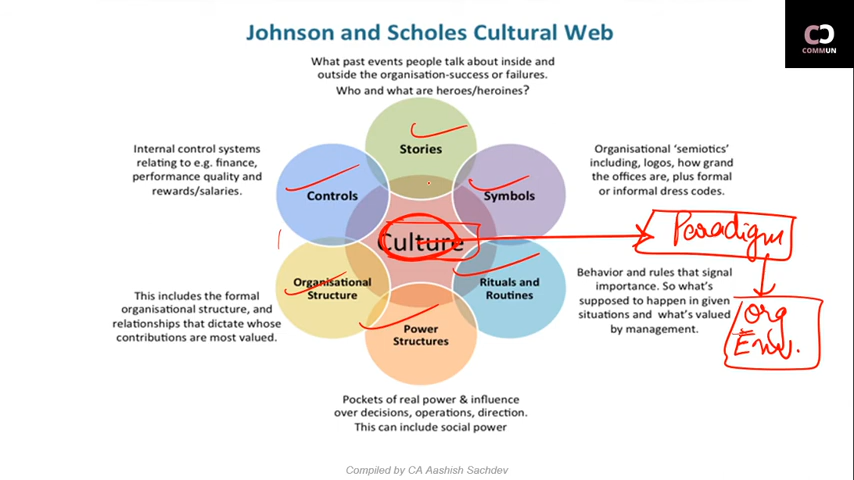 Johnson and Scholes Cultural Web
CC
COMMUN
What past events people talk about inside and
outside the organisation-success or failures.
Who and what are heroes/heroines?
Stories
Internal control systems
relating to e.g. finance,
performance quality and
rewards/salaries.
Controls
Symbols
Organisational 'semiotics'
including, logos, how grand
the offices are, plus formal
or informal dress codes.
Culture
Paradigm
This includes the formal
organisational structure, and
relationships that dictate whose
contributions are most valued.
Organisational
Structure
Rituals and
Routines
Behavior and rules that signal
importance. So what's
supposed to happen in given
situations and what's valued
by management.
Org
Env.
Power
Structures
Pockets of real power & influence
over decisions, operations, direction.
This can include social power
Compiled by CA Aashish Sachdev